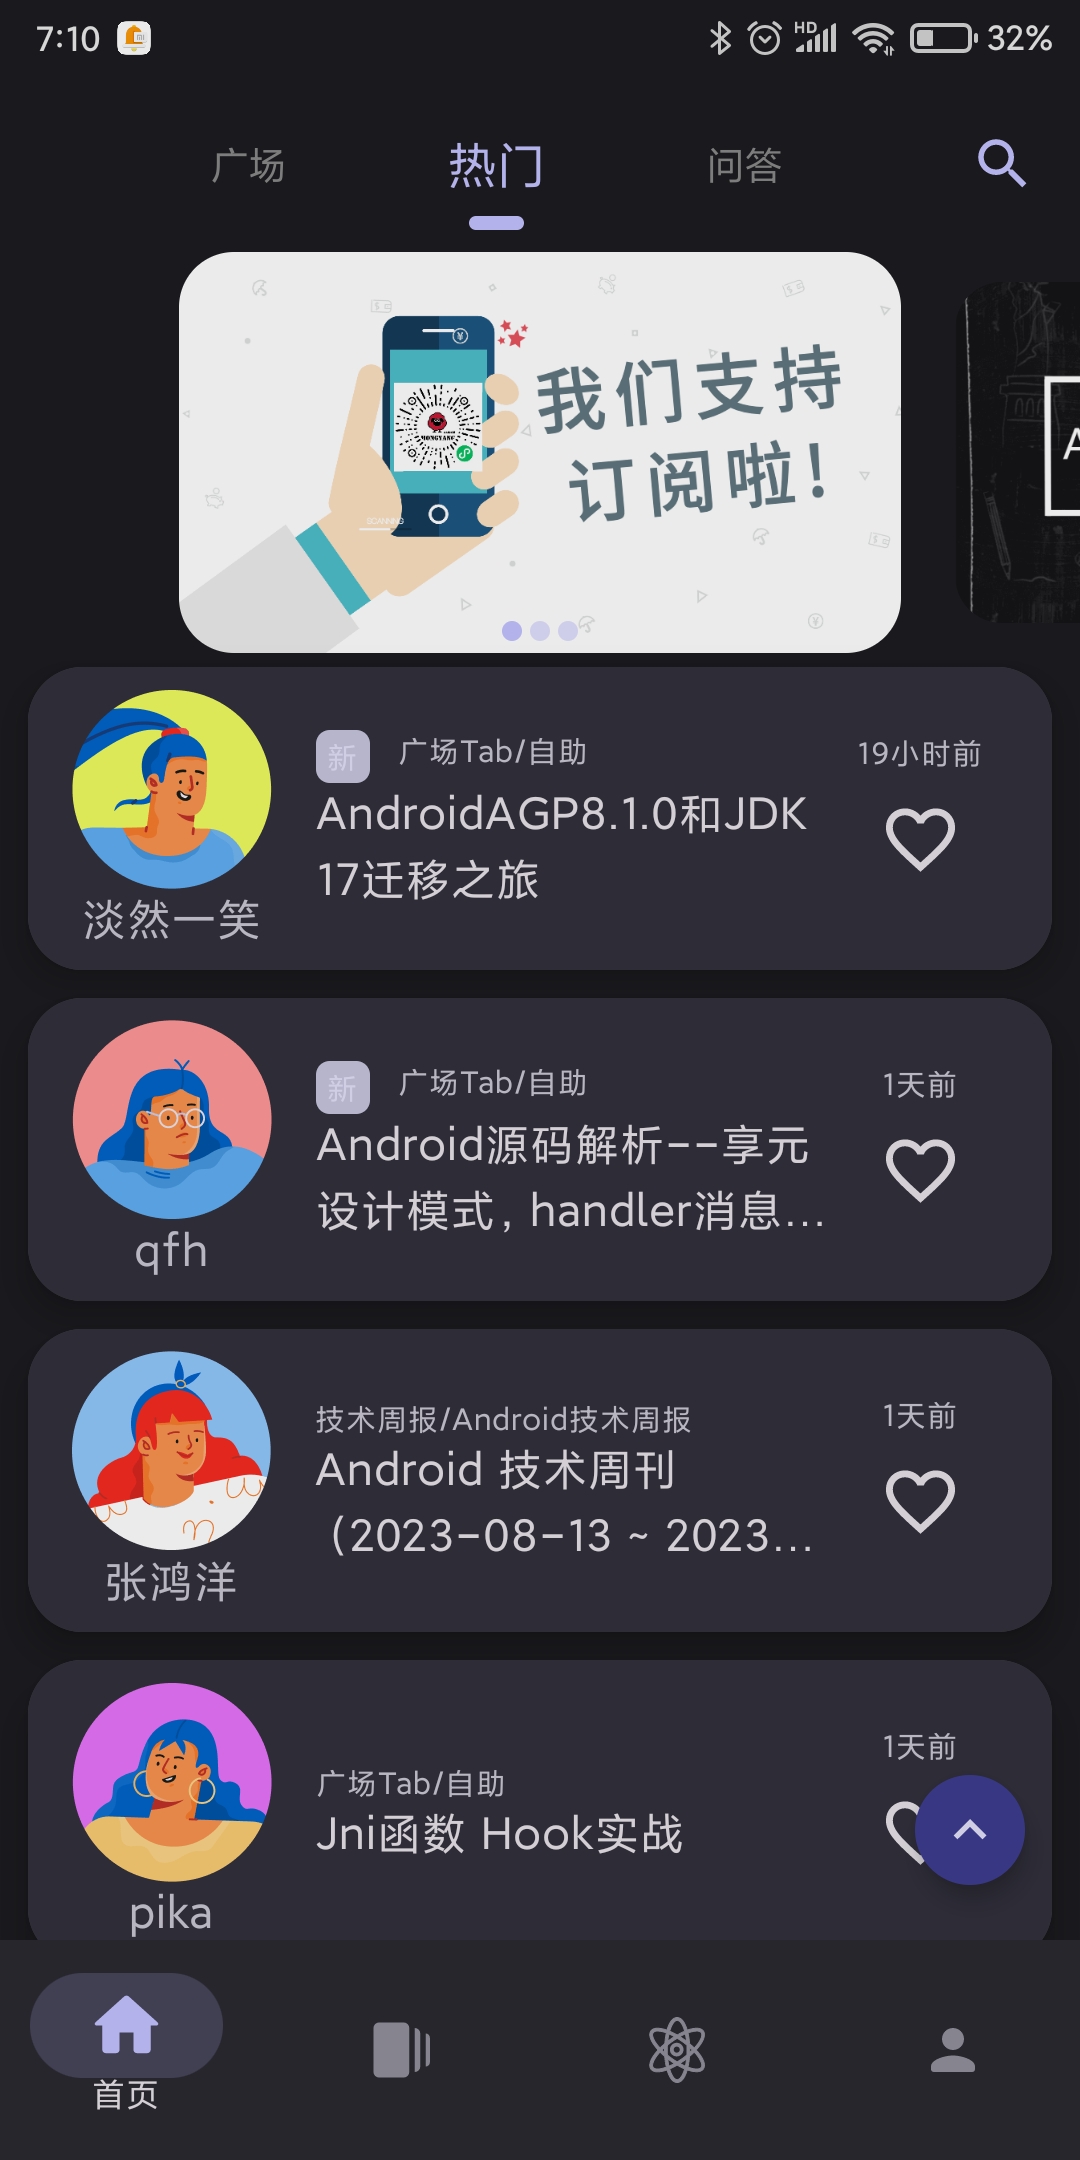 7:10
HD
32%
广场
热门
问答
我们支持
订阅啦!
HONGYANG
SCANNING
A
新
广场Tab/自助
19小时前
AndroidAGP8.1.0和JDK
17迁移之旅
淡然一笑
新
广场Tab/自助
1天前
Android源码解析--享元
设计模式, handler消息...
qfh
技术周报/Android技术周报
1天前
Android 技术周刊
（2023-08-13 ~ 2023...
张鸿洋
1天前
广场Tab/自助
Jni函数 Hook实战
pika
首页